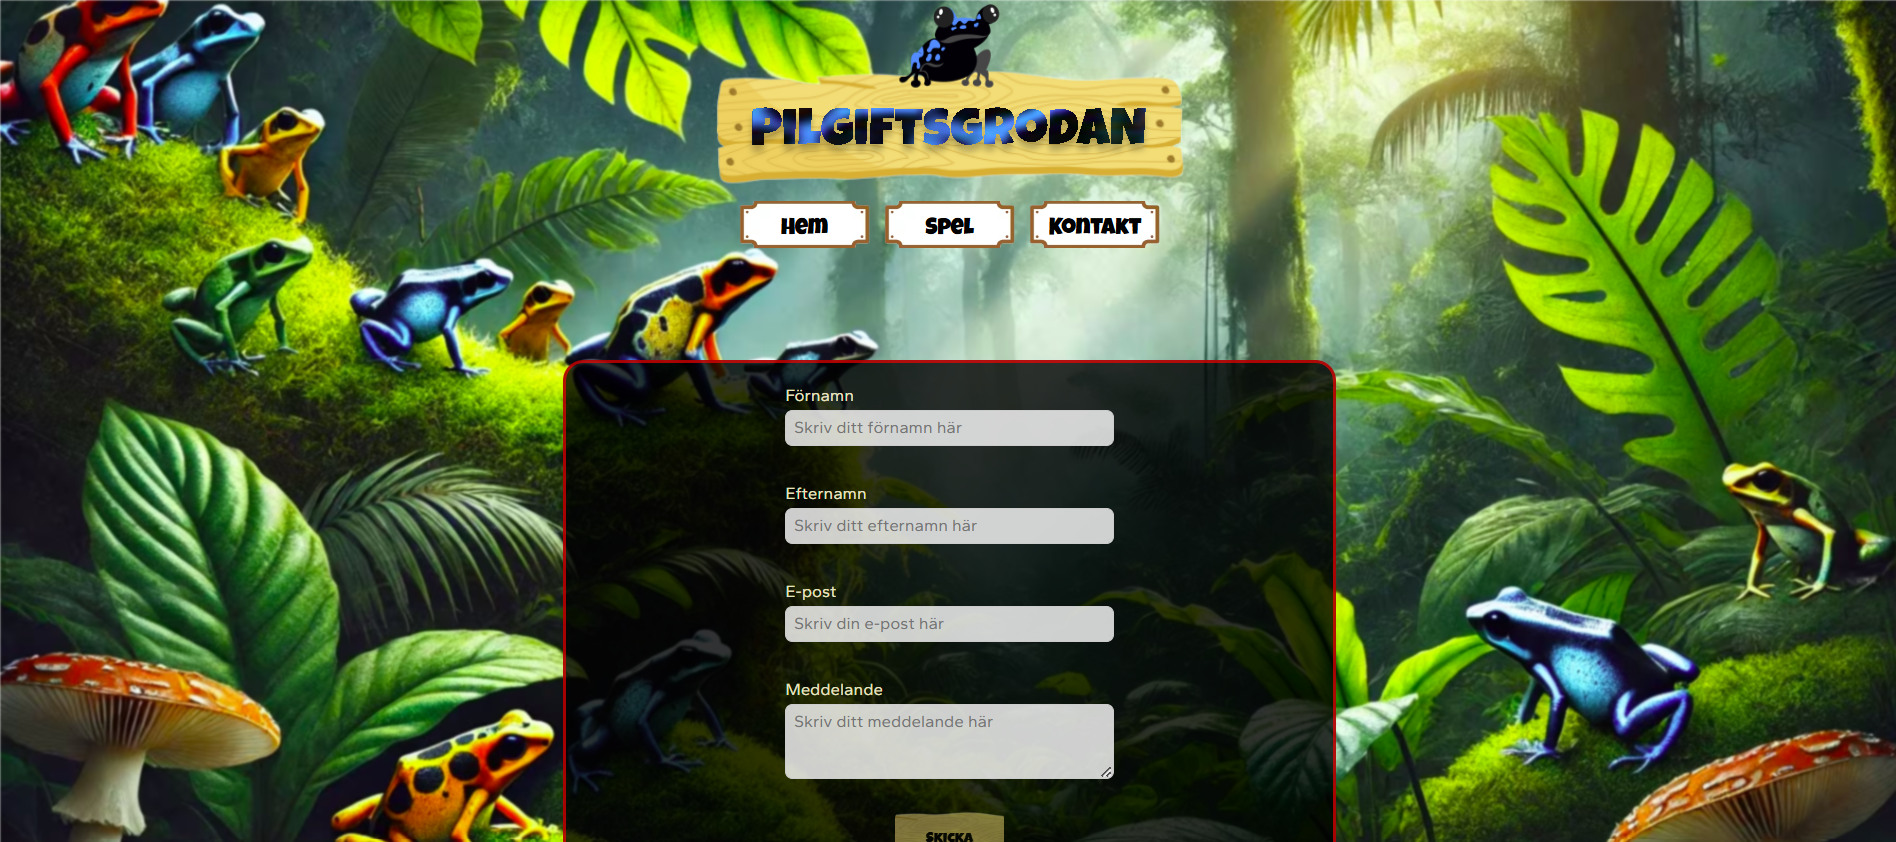 PILGIFTSGRODAN
Hem
Spel
Kontakt
Förnamn
Skriv ditt förnamn här
Efternamn
Skriv ditt efternamn här
E-post
Skriv din e-post här
Meddelande
Skriv ditt meddelande här
SKICKA